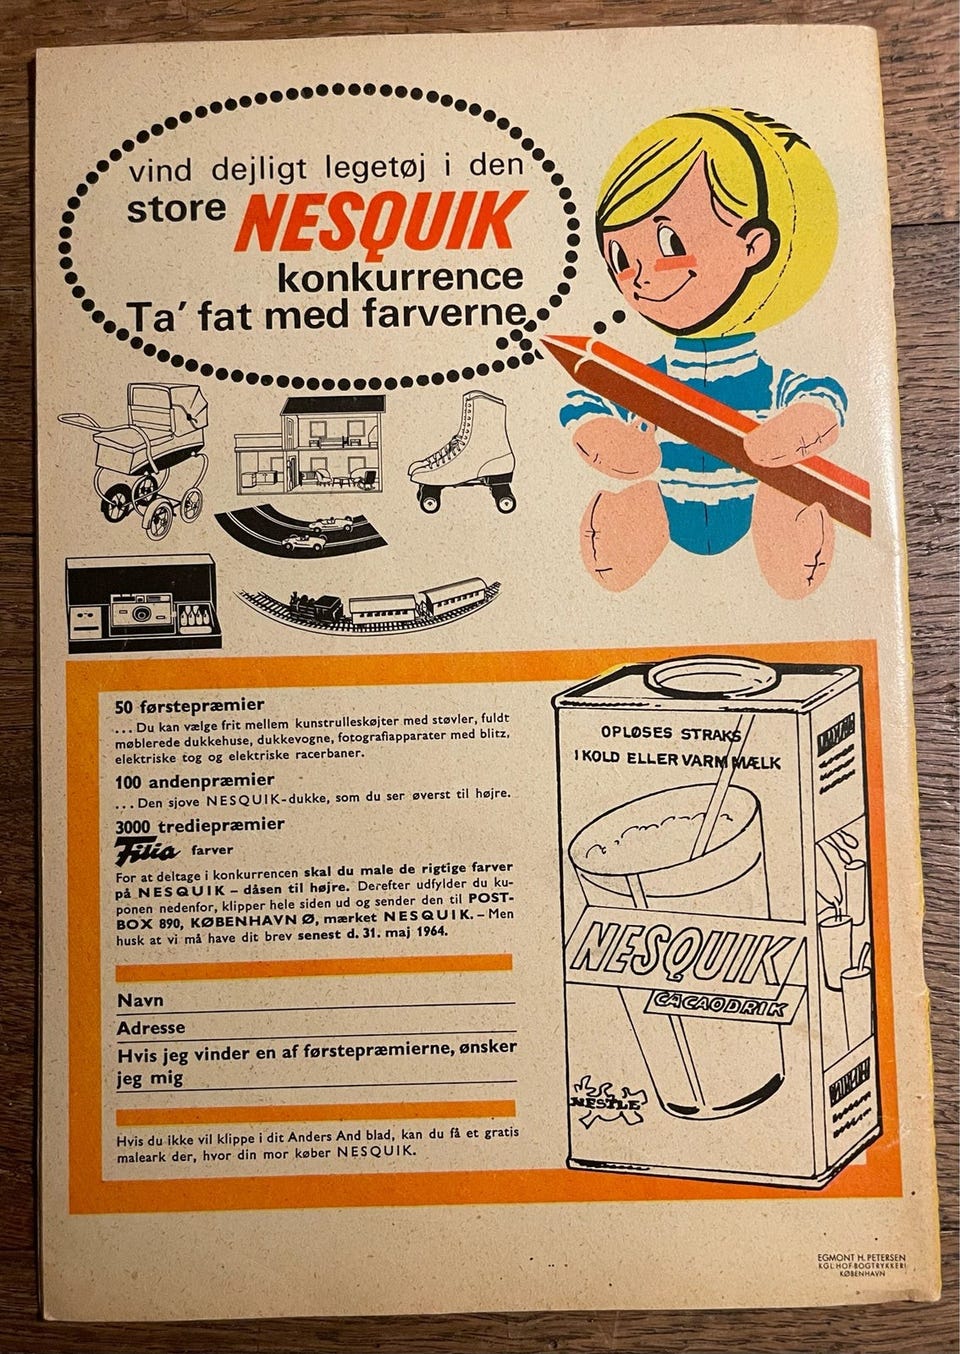 vind dejligt legetøj i den
store NESQUIK
konkurrence
Ta' fat med farverne
QUIK
50 førstepræmier
... Du kan vælge frit mellem kunstrulleskøjter med støvler, fuldt
møblerede dukkehuse, dukkevogne, fotografiapparater med blitz,
elektriske tog og elektriske racerbaner.
100 andenpræmier
... Den sjove NESQUIK-dukke, som du ser øverst til højre.
3000 trediepræmier
Filia farver
For at deltage i konkurrencen skal du male de rigtige farver
på NESQUIK – dåsen til højre. Derefter udfylder du ku-
ponen nedenfor, klipper hele siden ud og sender den til POST-
BOX 890, KØBENHAVN Ø, mærket NESQUIK. – Men
husk at vi må have dit brev senest d. 31. maj 1964.
Navn
Adresse
Hvis jeg vinder en af førstepræmierne, ønsker
jeg mig
Hvis du ikke vil klippe i dit Anders And blad, kan du få et gratis
maleark der, hvor din mor køber NESQUIK.
OPLØSES STRAKS
I KOLD ELLER VARM MÆLK
NESQUIK
CACAODRIK
NESTLÉ
EGMONT H. PETERSEN
KGL. HOF-BOGTRYKKERI
KØBENHAVN